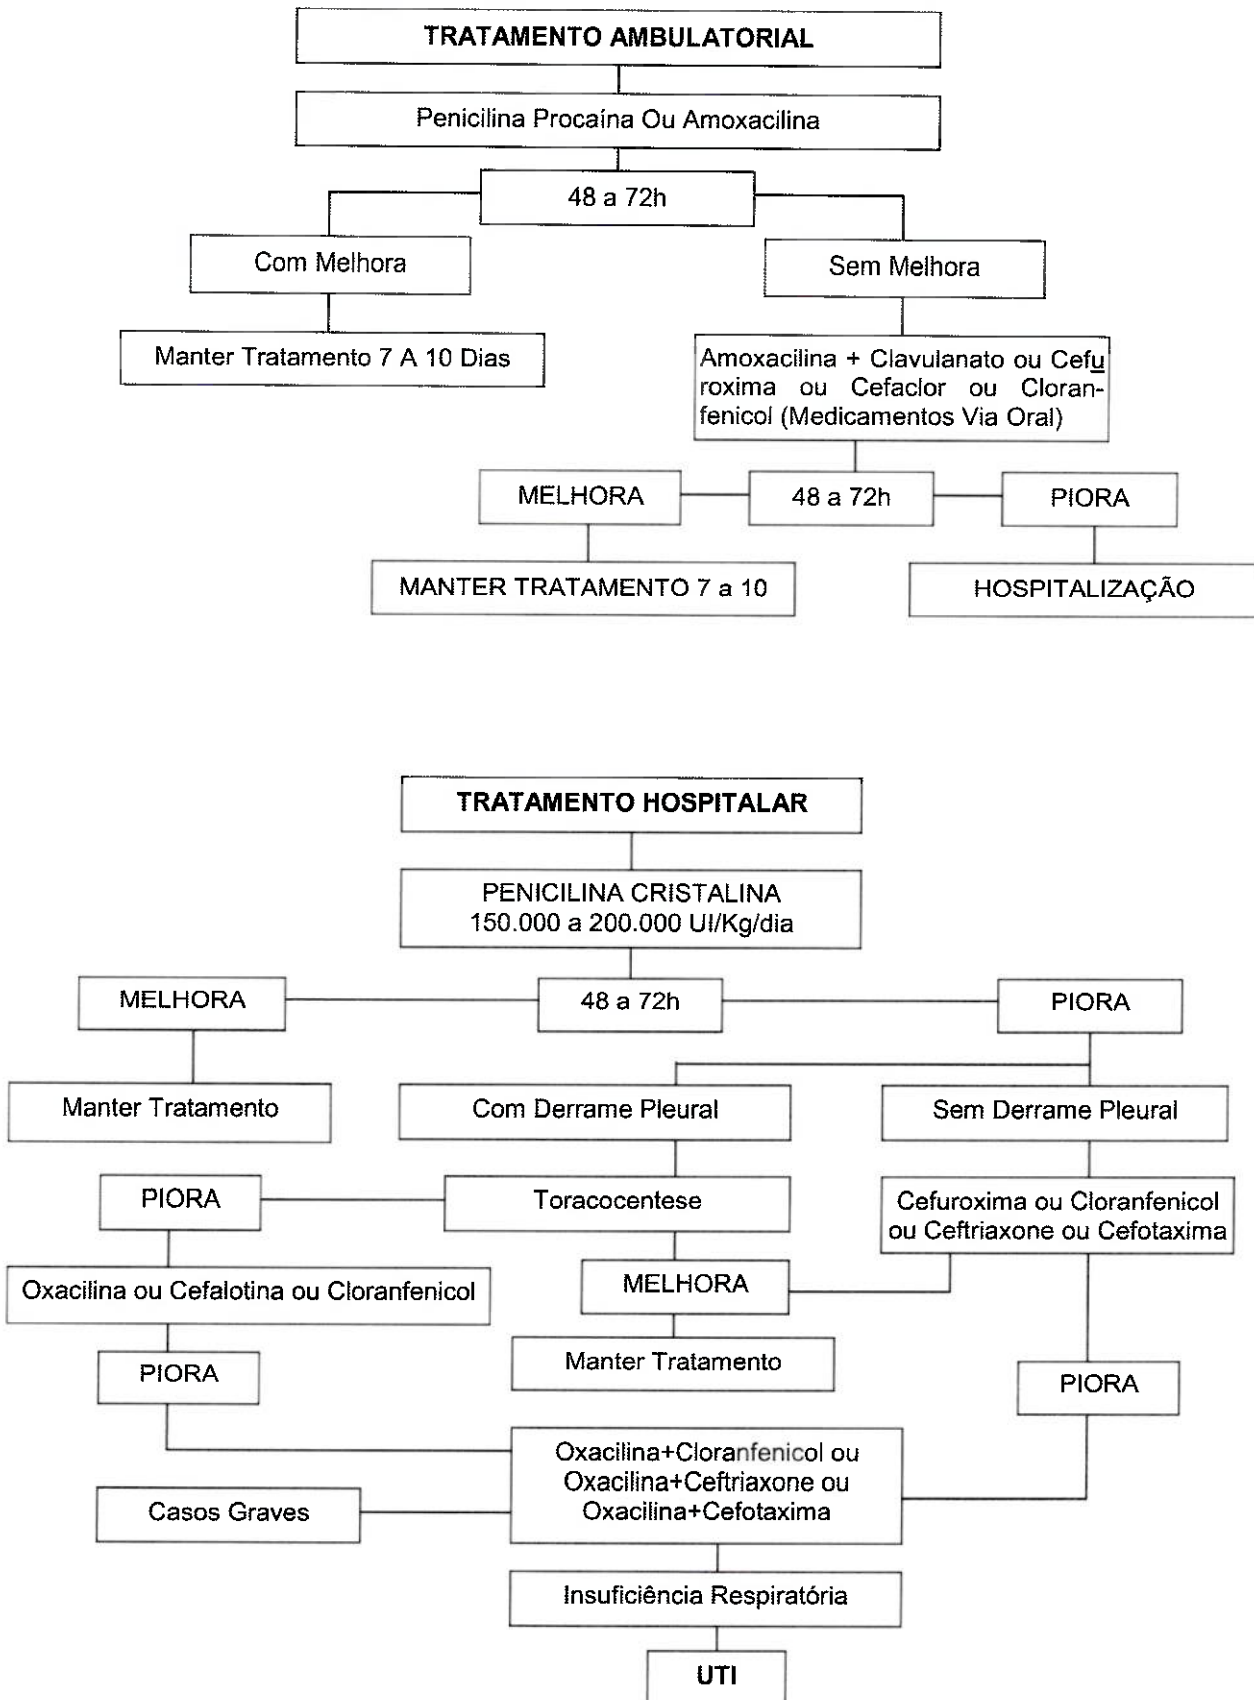 TRATAMENTO AMBULATORIAL
Penicilina Procaína Ou Amoxacilina
48 a 72h
Com Melhora
Sem Melhora
Manter Tratamento 7 A 10 Dias
Amoxacilina + Clavulanato ou Cefu
roxima ou Cefaclor ou Cloran-
fenicol (Medicamentos Via Oral)
MELHORA
48 a 72h
PIORA
MANTER TRATAMENTO 7 a 10
HOSPITALIZAÇÃO
TRATAMENTO HOSPITALAR
PENICILINA CRISTALINA
150.000 a 200.000 UI/Kg/dia
MELHORA
48 a 72h
PIORA
Manter Tratamento
Com Derrame Pleural
Sem Derrame Pleural
PIORA
Toracocentese
Cefuroxima ou Cloranfenicol
ou Ceftriaxone ou Cefotaxima
Oxacilina ou Cefalotina ou Cloranfenicol
MELHORA
PIORA
Manter Tratamento
PIORA
Oxacilina+Cloranfenicol ou
Oxacilina+Ceftriaxone ou
Oxacilina+Cefotaxima
Casos Graves
Insuficiência Respiratória
UTI